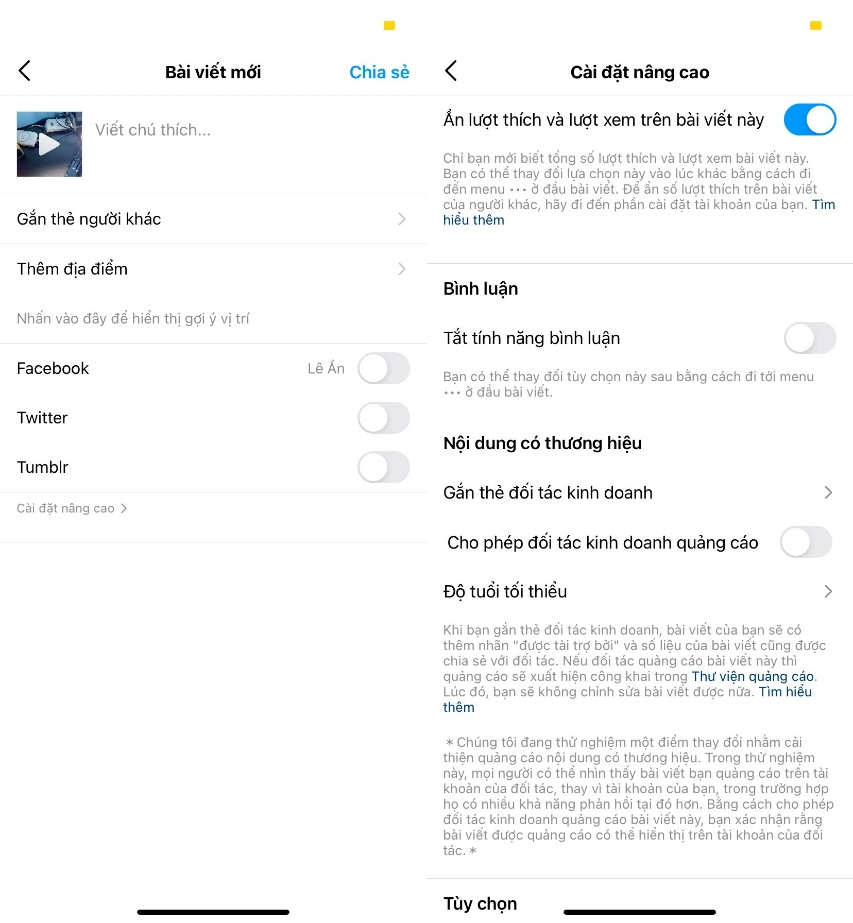 Bài viết mới
Chia sẻ
Viết chú thích...
Gắn thẻ người khác
Thêm địa điểm
Nhấn vào đây để hiển thị gợi ý vị trí
Facebook
Lê Ẩn
Twitter
Tumblr
Cài đặt nâng cao
Cài đặt nâng cao
Ẩn lượt thích và lượt xem trên bài viết này
Chỉ bạn mới biết tổng số lượt thích và lượt xem bài viết này.
Bạn có thể thay đổi lựa chọn này vào lúc khác bằng cách đi
đến menu ••• ở đầu bài viết. Để ẩn số lượt thích trên bài viết
của người khác, hãy đi đến phần cài đặt tài khoản của bạn. Tìm
hiểu thêm
Bình luận
Tắt tính năng bình luận
Bạn có thể thay đổi tùy chọn này sau bằng cách đi tới menu
••• ở đầu bài viết.
Nội dung có thương hiệu
Gắn thẻ đối tác kinh doanh
Cho phép đối tác kinh doanh quảng cáo
Độ tuổi tối thiểu
Khi bạn gắn thẻ đối tác kinh doanh, bài viết của bạn sẽ có
thêm nhãn "được tài trợ bởi" và số liệu của bài viết cũng được
chia sẻ với đối tác. Nếu đối tác quảng cáo bài viết này thì
quảng cáo sẽ xuất hiện công khai trong Thư viện quảng cáo.
Lúc đó, bạn sẽ không chỉnh sửa bài viết được nữa. Tìm hiểu
thêm
* Chúng tôi đang thử nghiệm một điểm thay đổi nhằm cải
thiện quảng cáo nội dung có thương hiệu. Trong thử nghiệm
này, mọi người có thể nhìn thấy bài viết bạn quảng cáo trên tài
khoản của đối tác, thay vì tài khoản của bạn, trong trường hợp
họ có nhiều khả năng phản hồi tại đó hơn. Bằng cách cho phép
đối tác kinh doanh quảng cáo bài viết này, bạn xác nhận rằng
bài viết được quảng cáo có thể hiển thị trên tài khoản của đối
tác. *
Tùy chọn